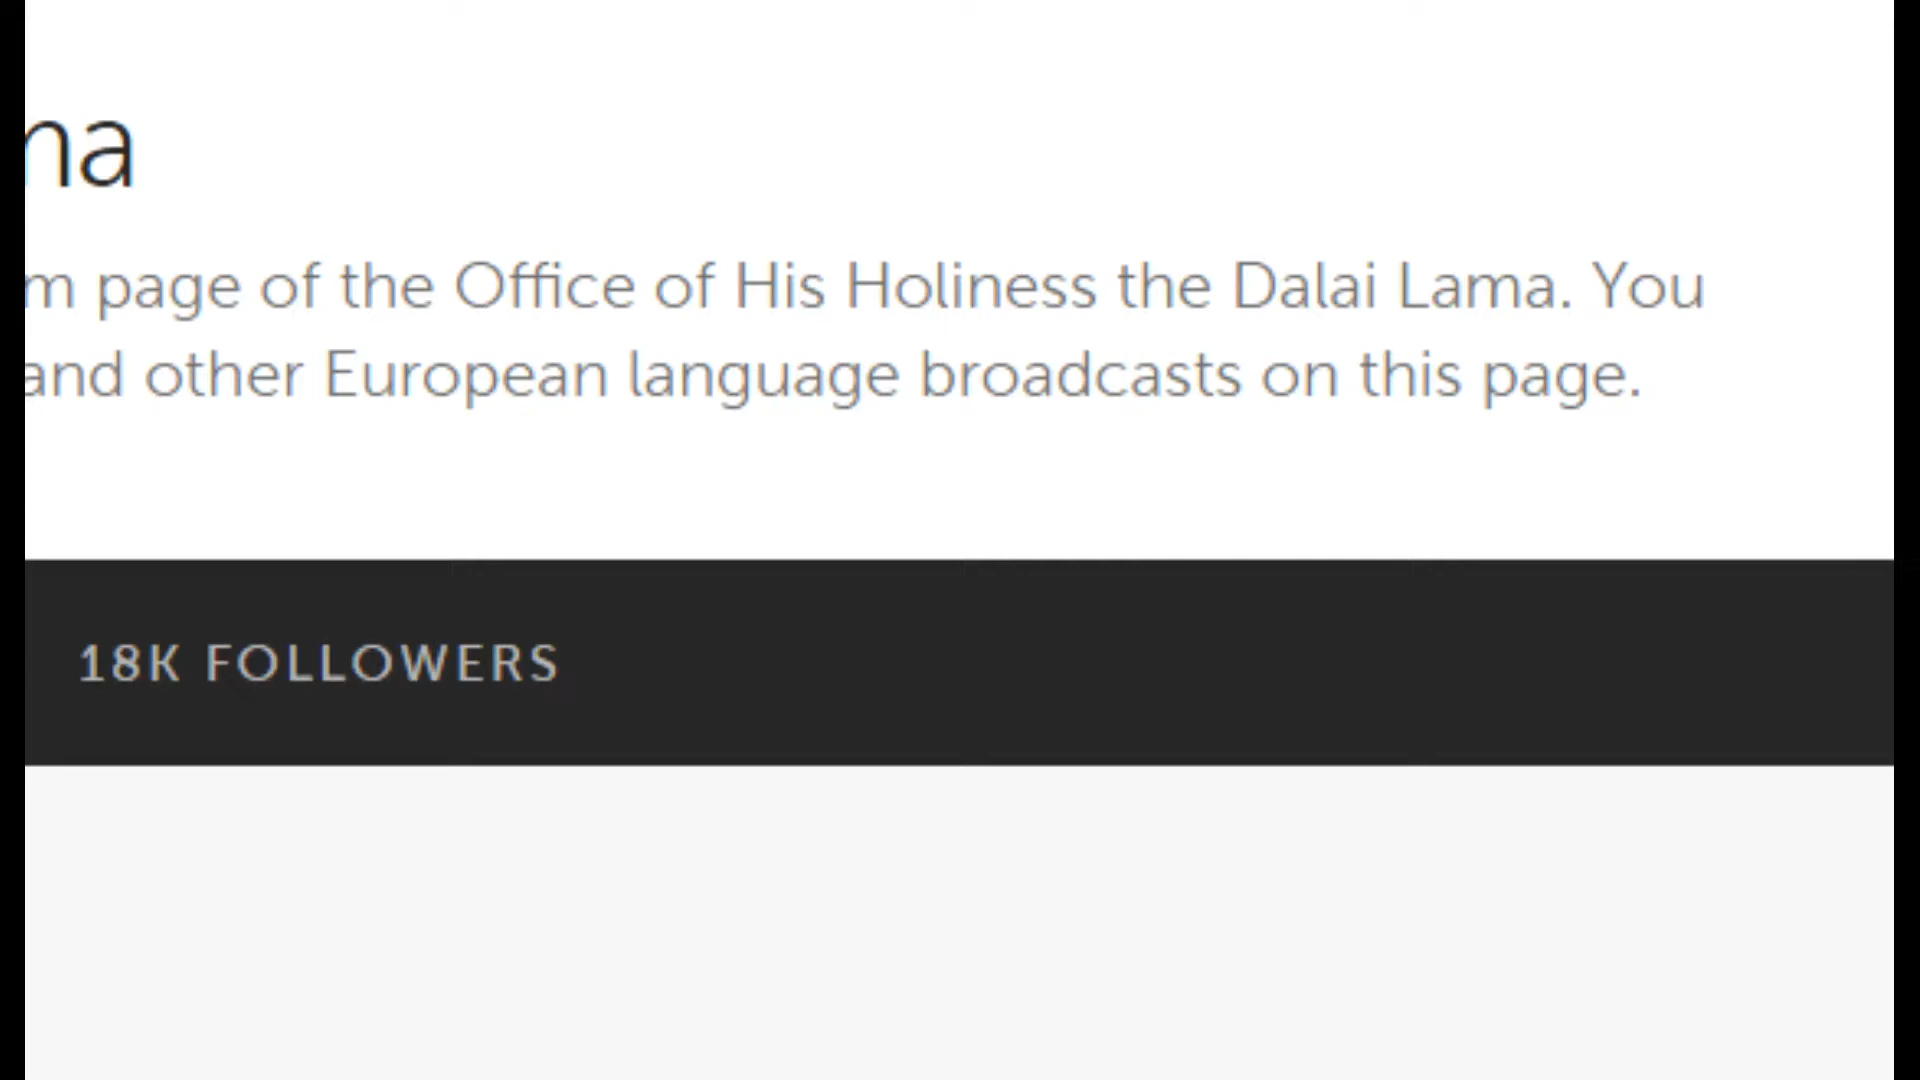 ma
m page of the Office of His Holiness the Dalai Lama. You
and other European language broadcasts on this page.
18K FOLLOWERS